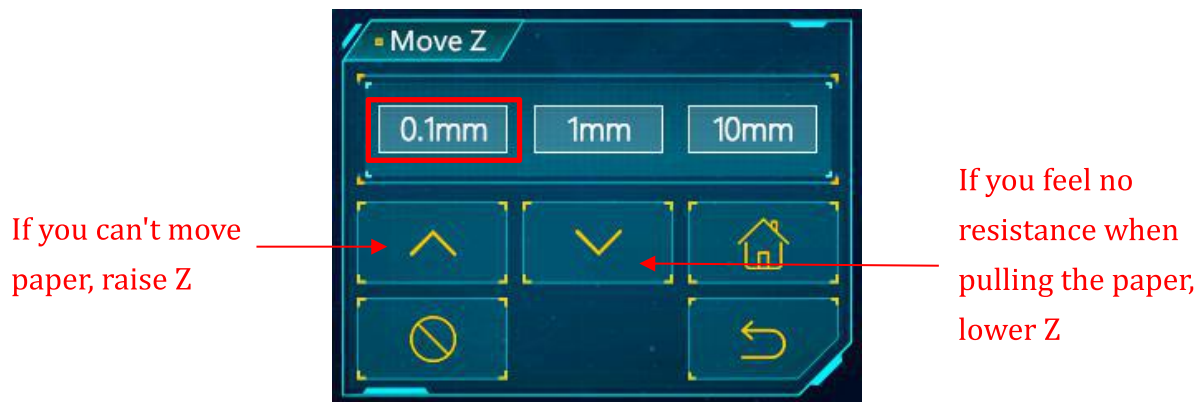 Move Z
0.1mm 1mm 10mm
If you can't move
paper, raise Z
If you feel no
resistance when
pulling the paper,
lower Z